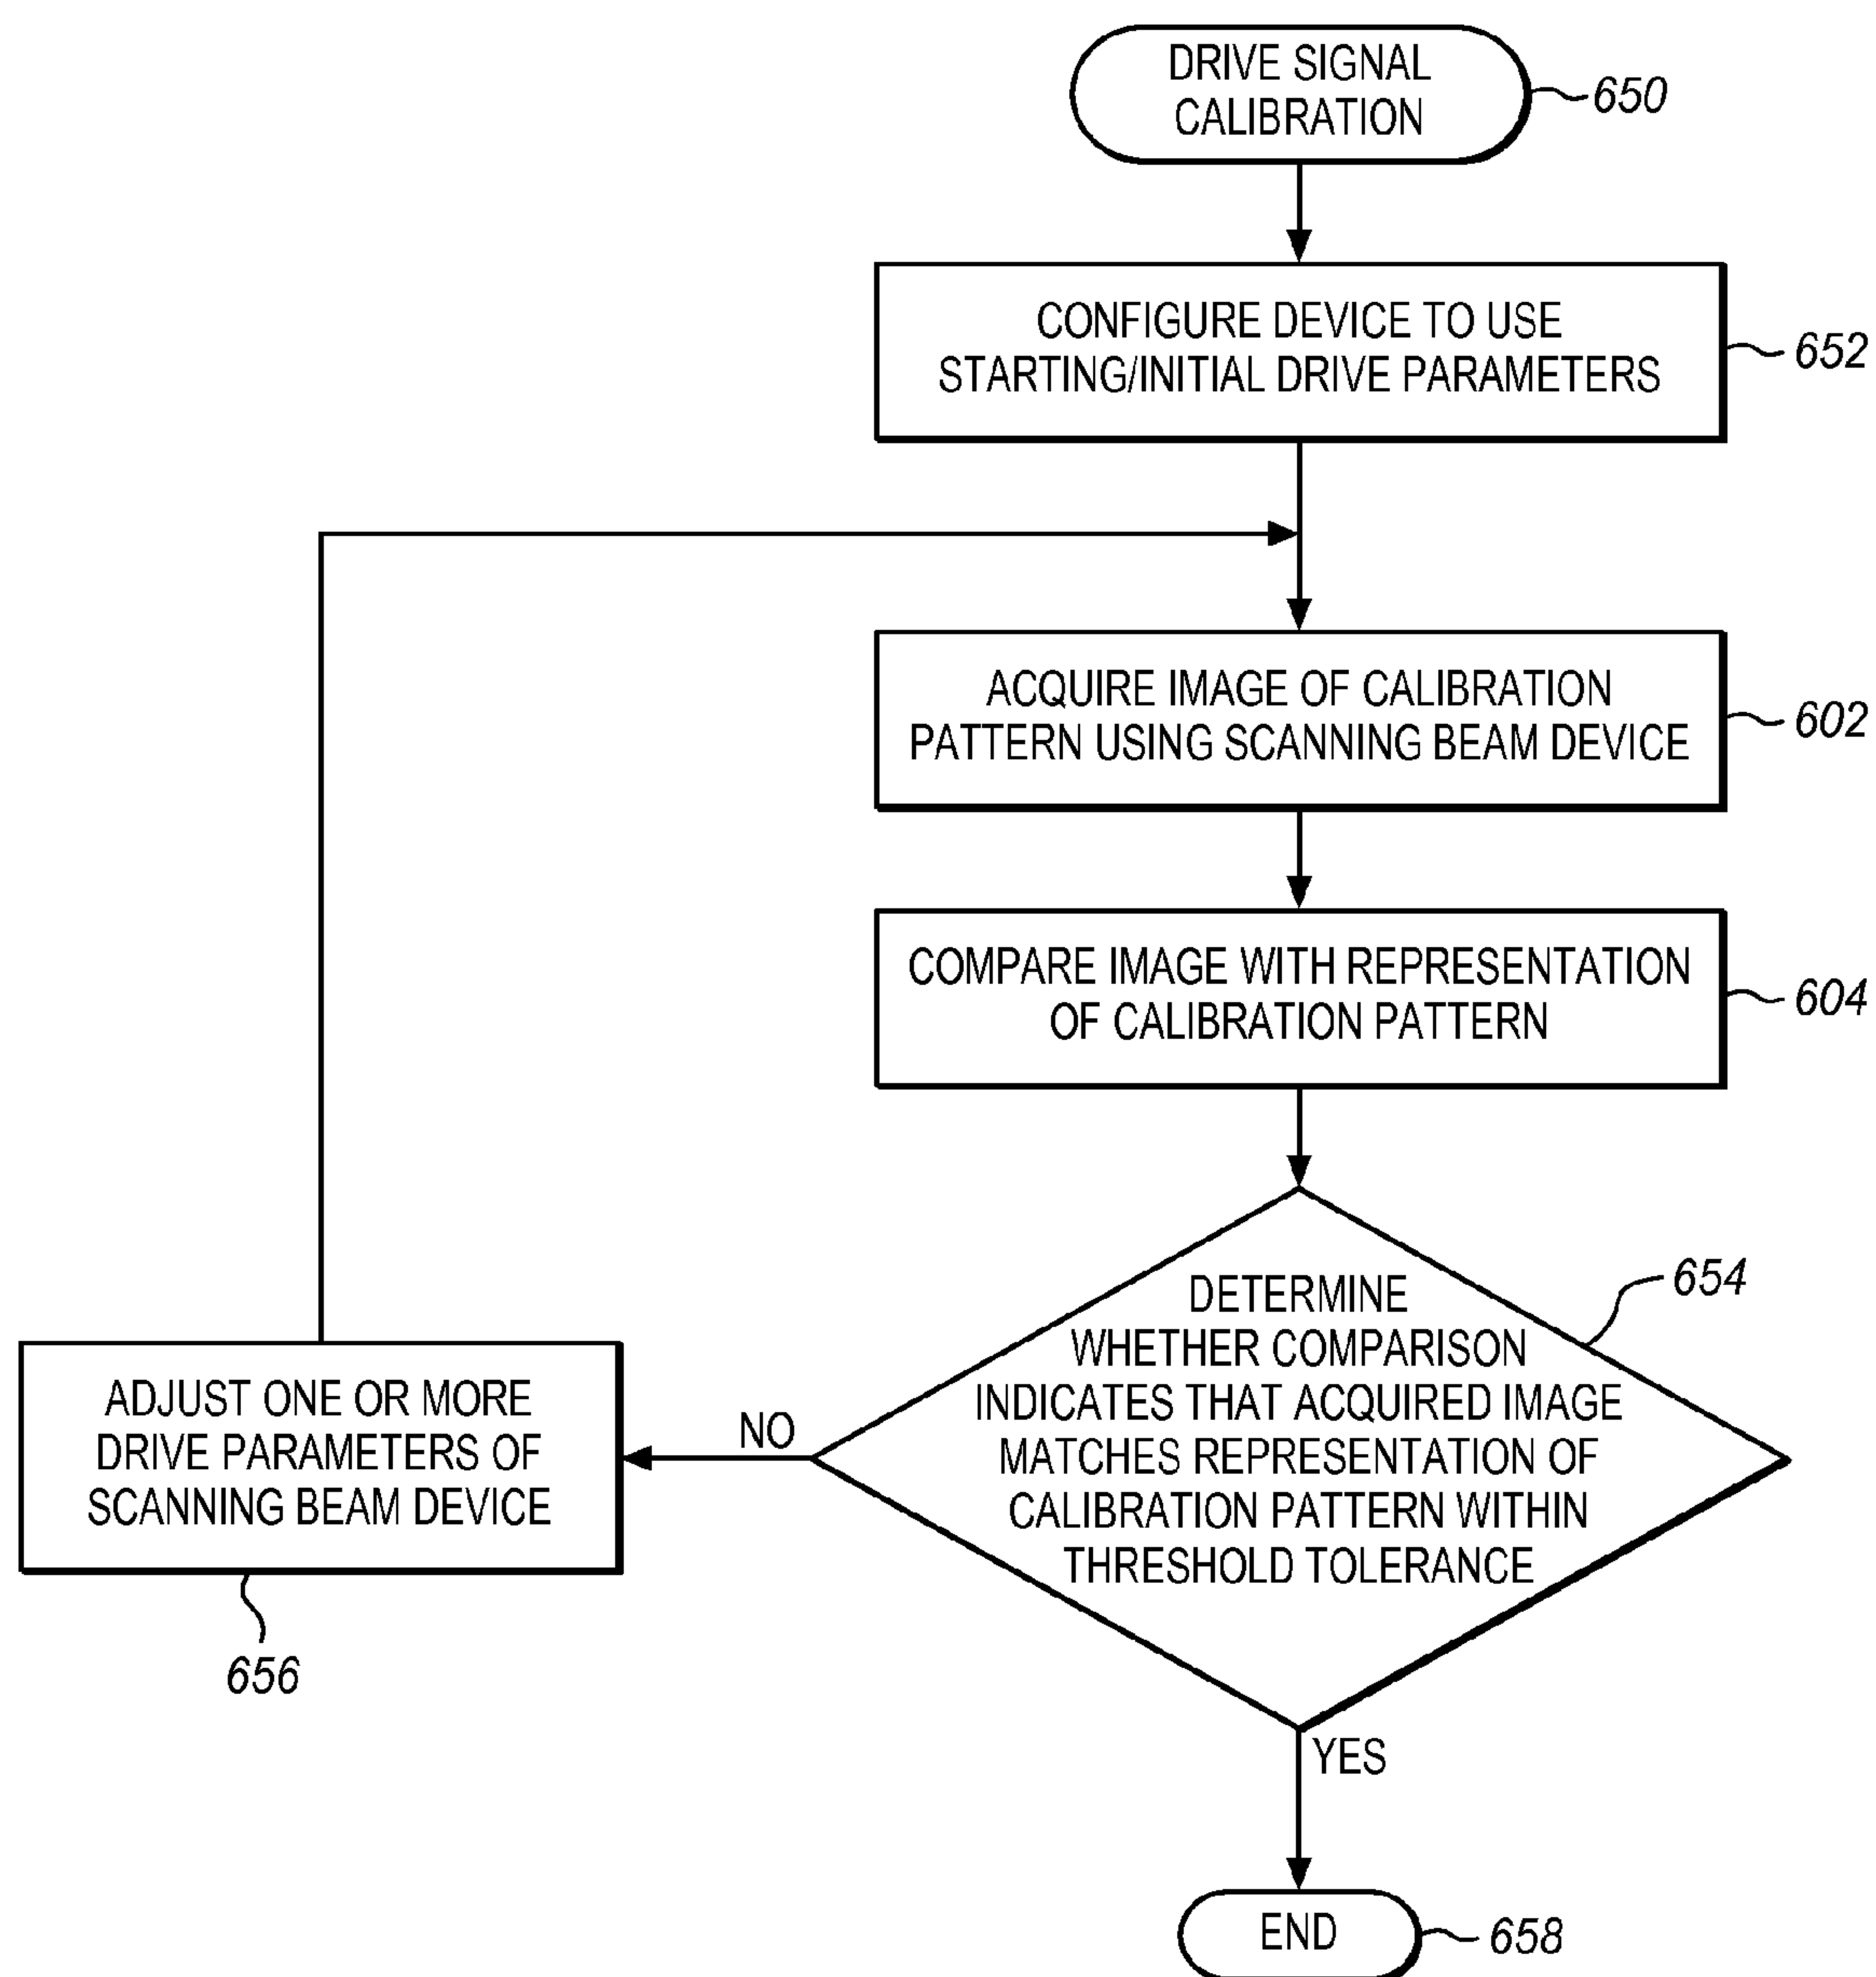 DRIVE SIGNAL
CALIBRATION
650
CONFIGURE DEVICE TO USE
STARTING/INITIAL DRIVE PARAMETERS
652
ACQUIRE IMAGE OF CALIBRATION
PATTERN USING SCANNING BEAM DEVICE
602
COMPARE IMAGE WITH REPRESENTATION
OF CALIBRATION PATTERN
604
DETERMINE
WHETHER COMPARISON
INDICATES THAT ACQUIRED IMAGE
MATCHES REPRESENTATION OF
CALIBRATION PATTERN WITHIN
THRESHOLD TOLERANCE
654
NO
ADJUST ONE OR MORE
DRIVE PARAMETERS OF
SCANNING BEAM DEVICE
656
YES
END
658